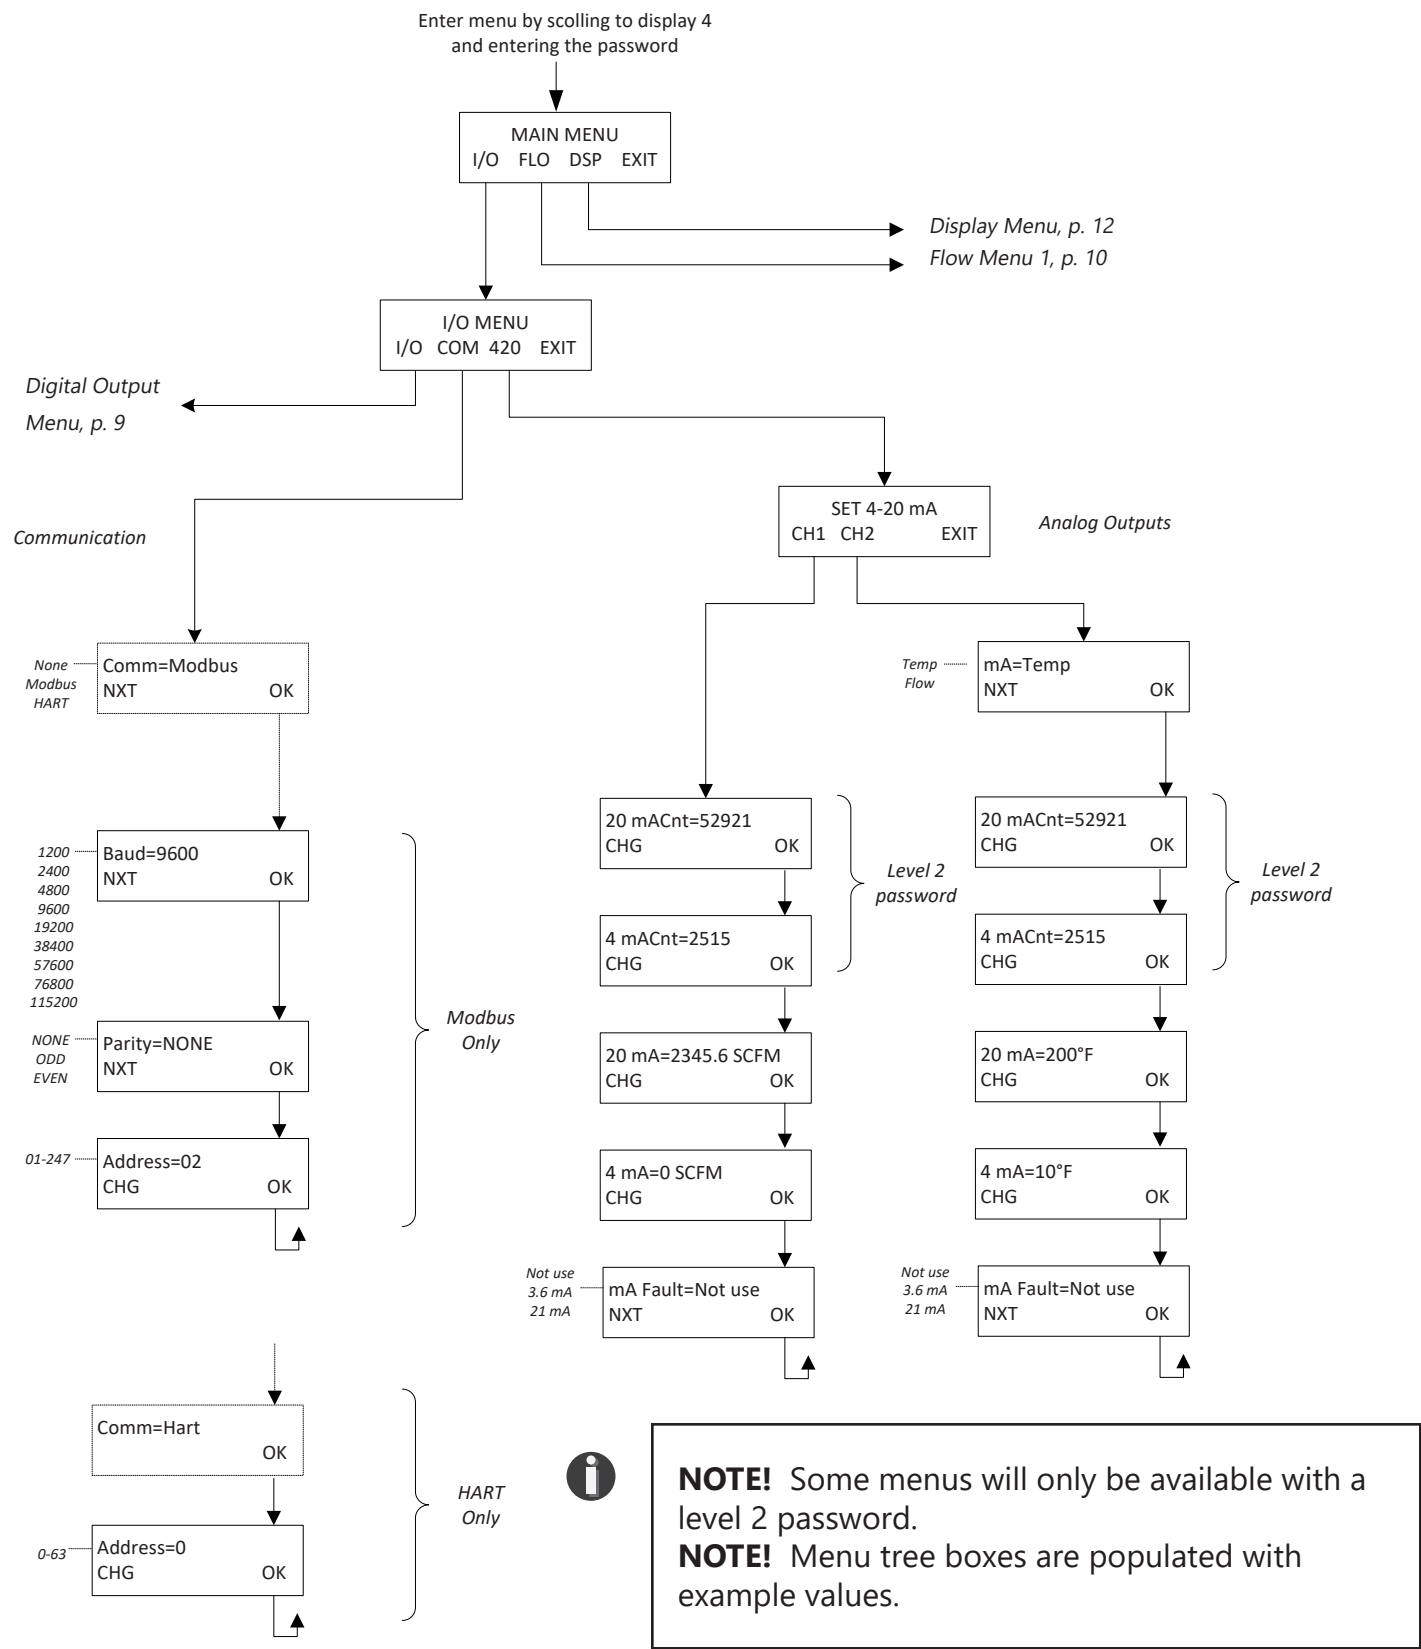 Enter menu by scolling to display 4
and entering the password
MAIN MENU
I/O FLO DSP EXIT
Display Menu, p. 12
Flow Menu 1, p. 10
I/O MENU
I/O COM 420 EXIT
Digital Output
Menu, p. 9
SET 4-20 mA
CH1 CH2 EXIT
Analog Outputs
Communication
None
Modbus
HART
Comm=Modbus
NXT OK
1200
2400
4800
9600
19200
38400
57600
76800
115200
Baud=9600
NXT OK
NONE
ODD
EVEN
Parity=NONE
NXT OK
01-247
Address=02
CHG OK
Modbus
Only
Comm=Hart
OK
0-63
Address=0
CHG OK
HART
Only
20 mACnt=52921
CHG OK
4 mACnt=2515
CHG OK
Level 2
password
20 mA=2345.6 SCFM
CHG OK
4 mA=0 SCFM
CHG OK
Not use
3.6 mA
21 mA
mA Fault=Not use
NXT OK
Temp
Flow
mA=Temp
NXT OK
20 mACnt=52921
CHG OK
4 mACnt=2515
CHG OK
Level 2
password
20 mA=200°F
CHG OK
4 mA=10°F
CHG OK
Not use
3.6 mA
21 mA
mA Fault=Not use
NXT OK
NOTE! Some menus will only be available with a
level 2 password.
NOTE! Menu tree boxes are populated with
example values.